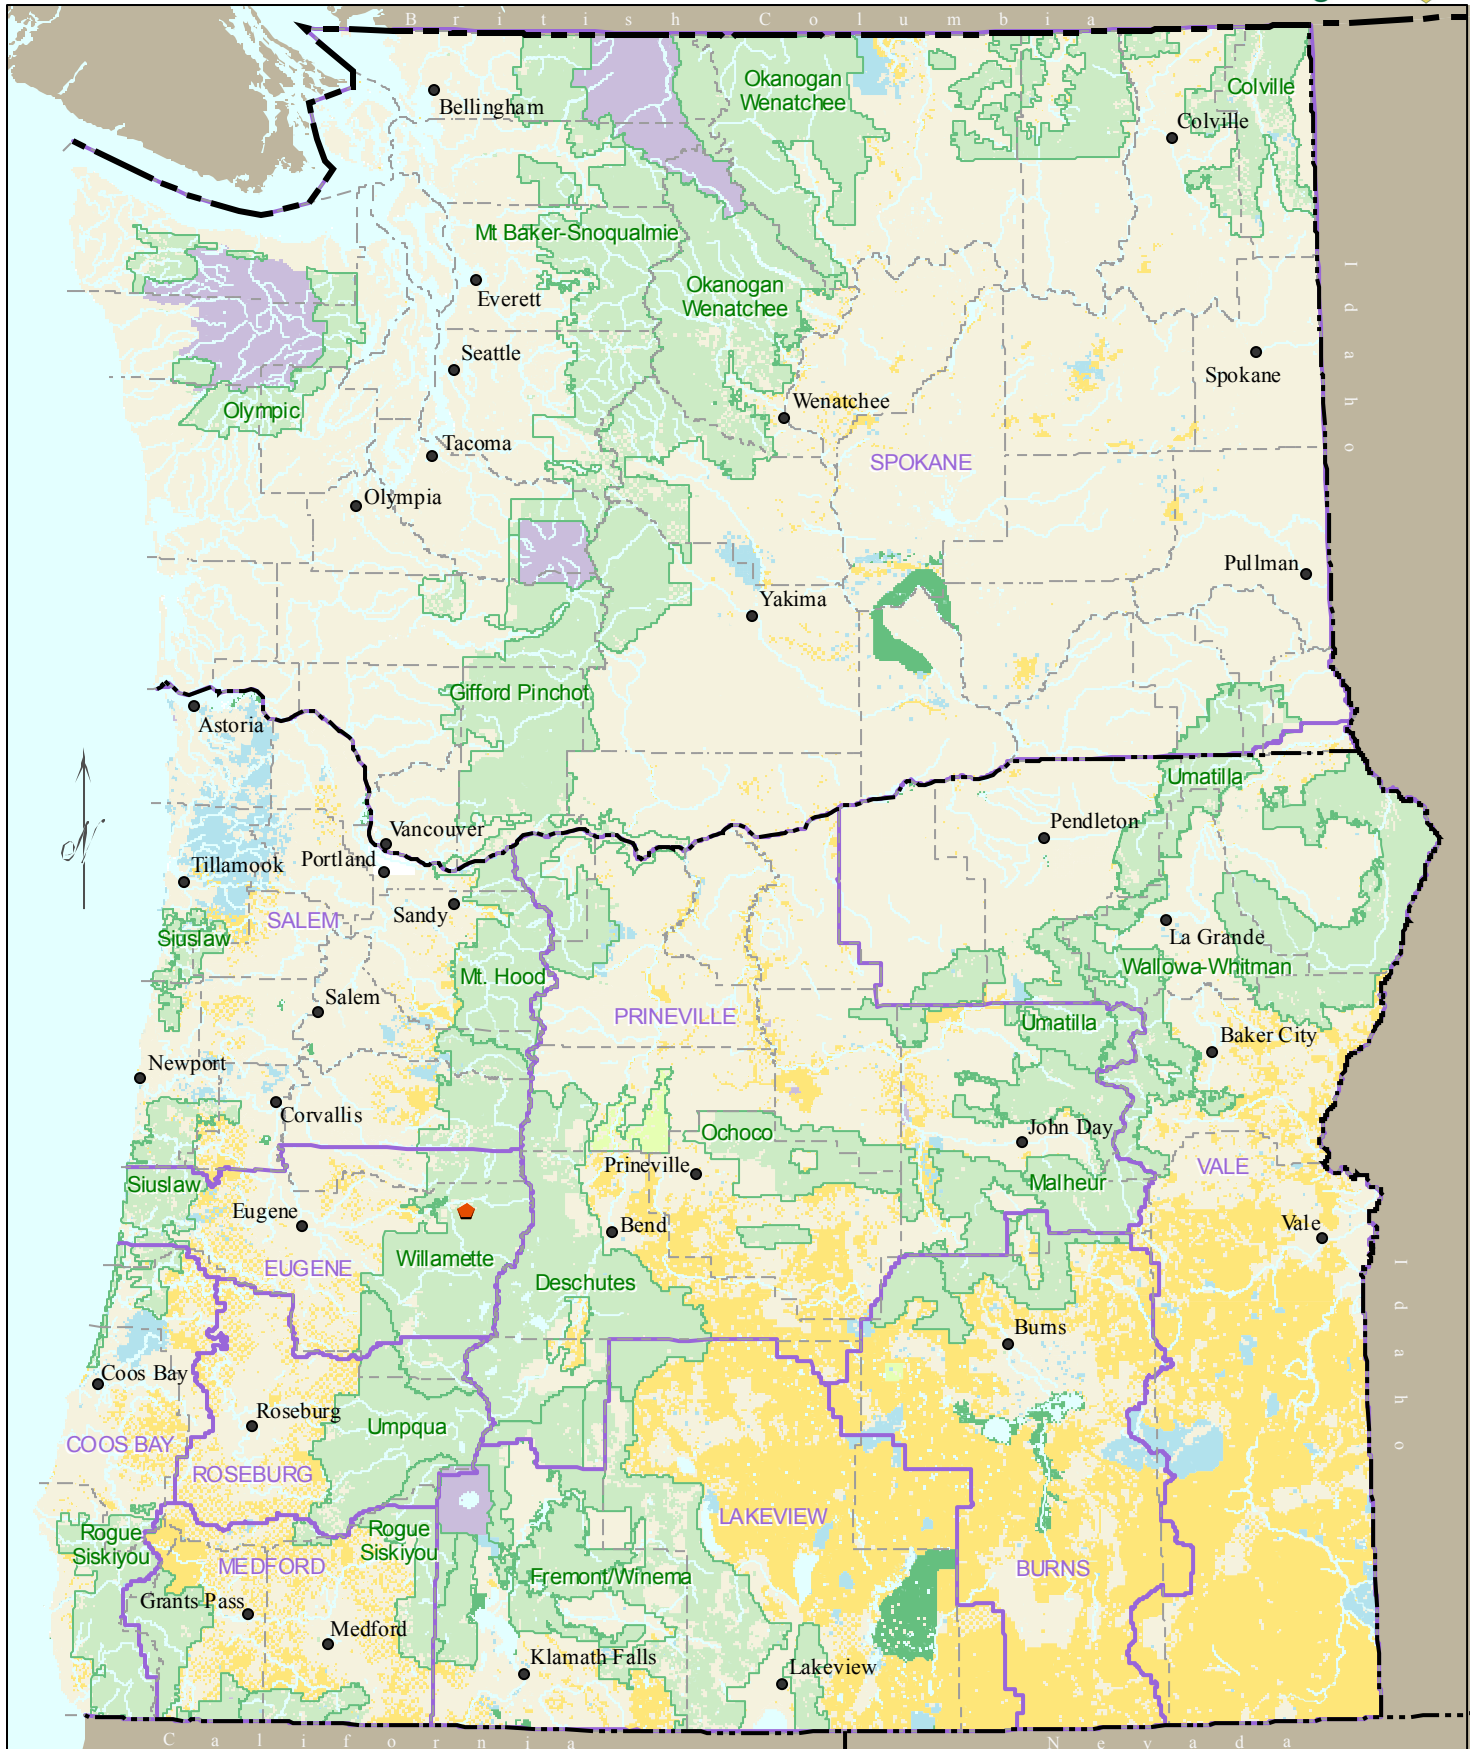 British Columbia
Okanogan
Wenatchee
Colville
Bellingham
Colville
Mt Baker-Snoqualmie
Okanogan
Wenatchee
Everett
Idaho
Seattle
Spokane
Olympic
Wenatchee
Tacoma
SPOKANE
Olympia
Pullman
Yakima
Gifford Pinchot
Astoria
Umatilla
Vancouver
Pendleton
Portland
Tillamook
Sandy
SALEM
Siuslaw
La Grande
Wallowa-Whitman
Mt. Hood
Salem
PRINEVILLE
Umatilla
Baker City
Newport
Corvallis
Ochoco
John Day
Prineville
VALE
Siuslaw
Malheur
Eugene
Bend
Vale
Willamette
EUGENE
Deschutes
Idaho
Burns
Coos Bay
Roseburg
Umpqua
COOS BAY
ROSEBURG
LAKEVIEW
Rogue
Siskiyou
Rogue
Siskiyou
MEDFORD
Fremont/Winema
BURNS
Grants Pass
Medford
Klamath Falls
Lakeview
California
Nevada